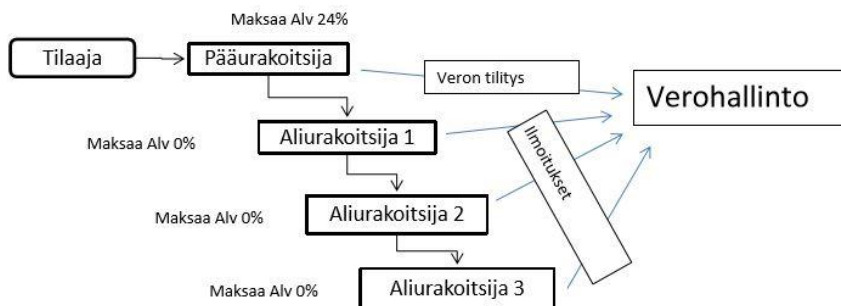 Maksaa Alv 24%
Tilaaja
Pääurakoitsija
Veron tilitys
Verohallinto
Maksaa Alv 0%
Aliurakoitsija 1
Ilmoitukset
Maksaa Alv 0%
Aliurakoitsija 2
Maksaa Alv 0%
Aliurakoitsija 3